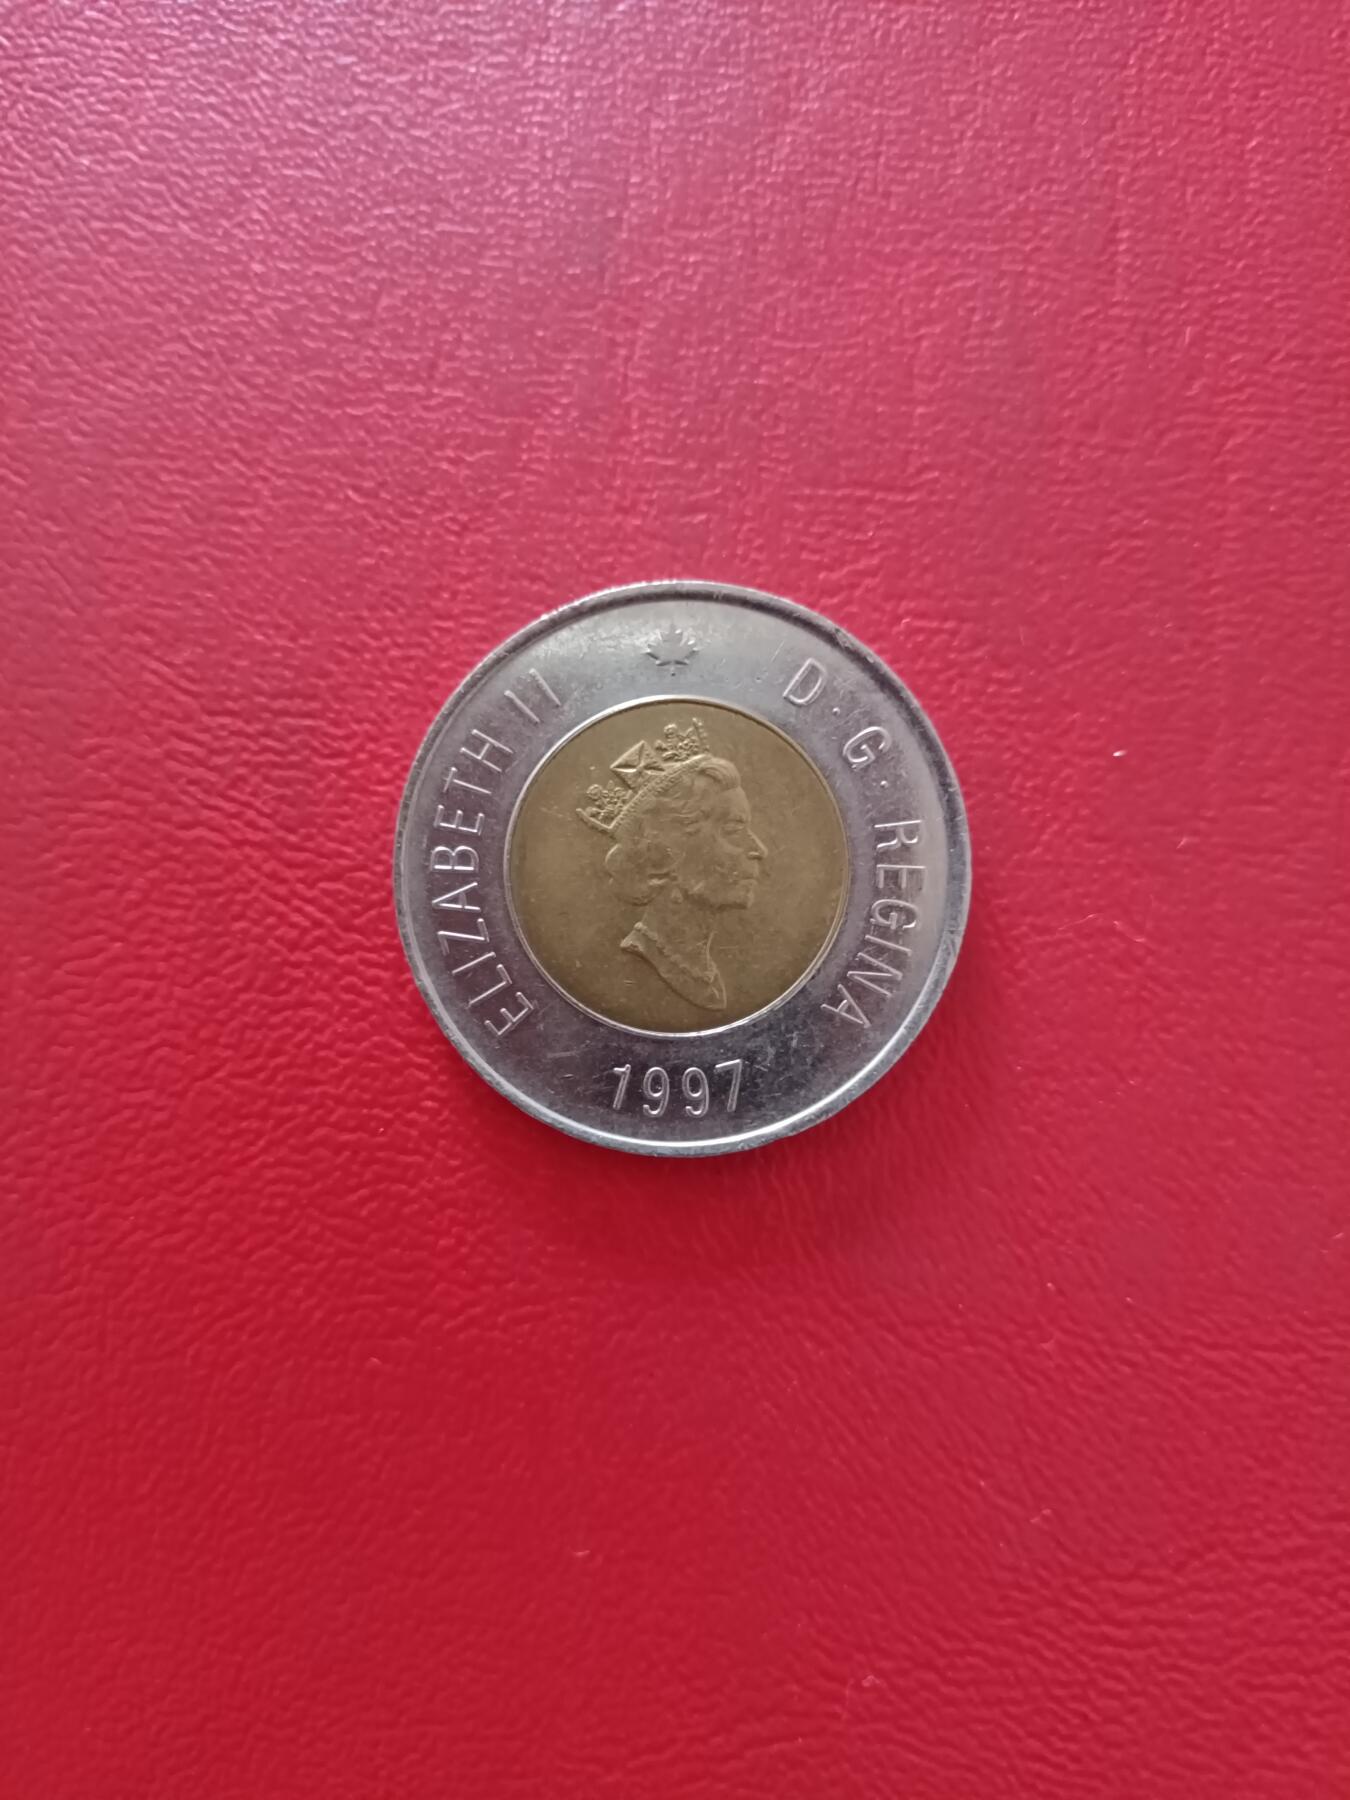 ELIZABETH II
D·G·REGINA
1997